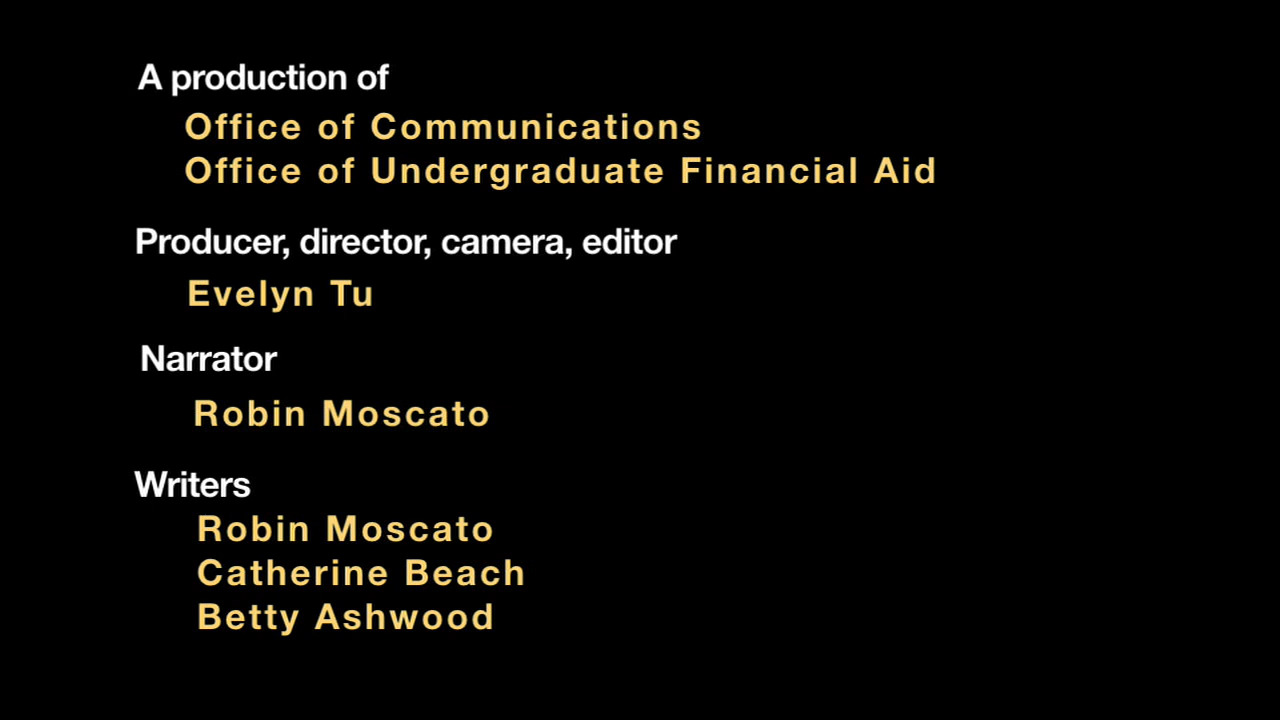 A production of
Office of Communications
Office of Undergraduate Financial Aid
Producer, director, camera, editor
Evelyn Tu
Narrator
Robin Moscato
Writers
Robin Moscato
Catherine Beach
Betty Ashwood